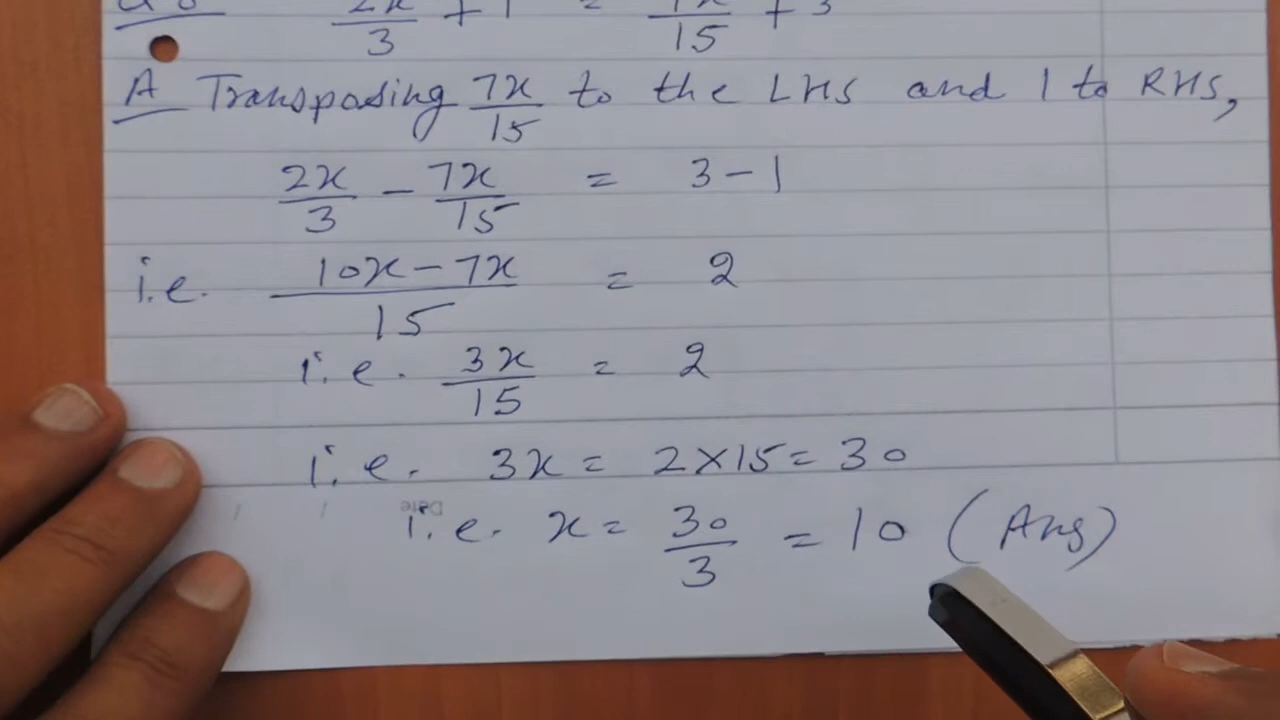 2x/3 + 1 = 7x/15 + 3
A Transposing 7x/15 to the LHS and 1 to RHS,
2x/3 - 7x/15 = 3 - 1
i.e. 10x - 7x/15 = 2
i.e. 3x/15 = 2
i.e. 3x = 2 × 15 = 30
Date
i.e. x = 30/3 = 10 (Ans)